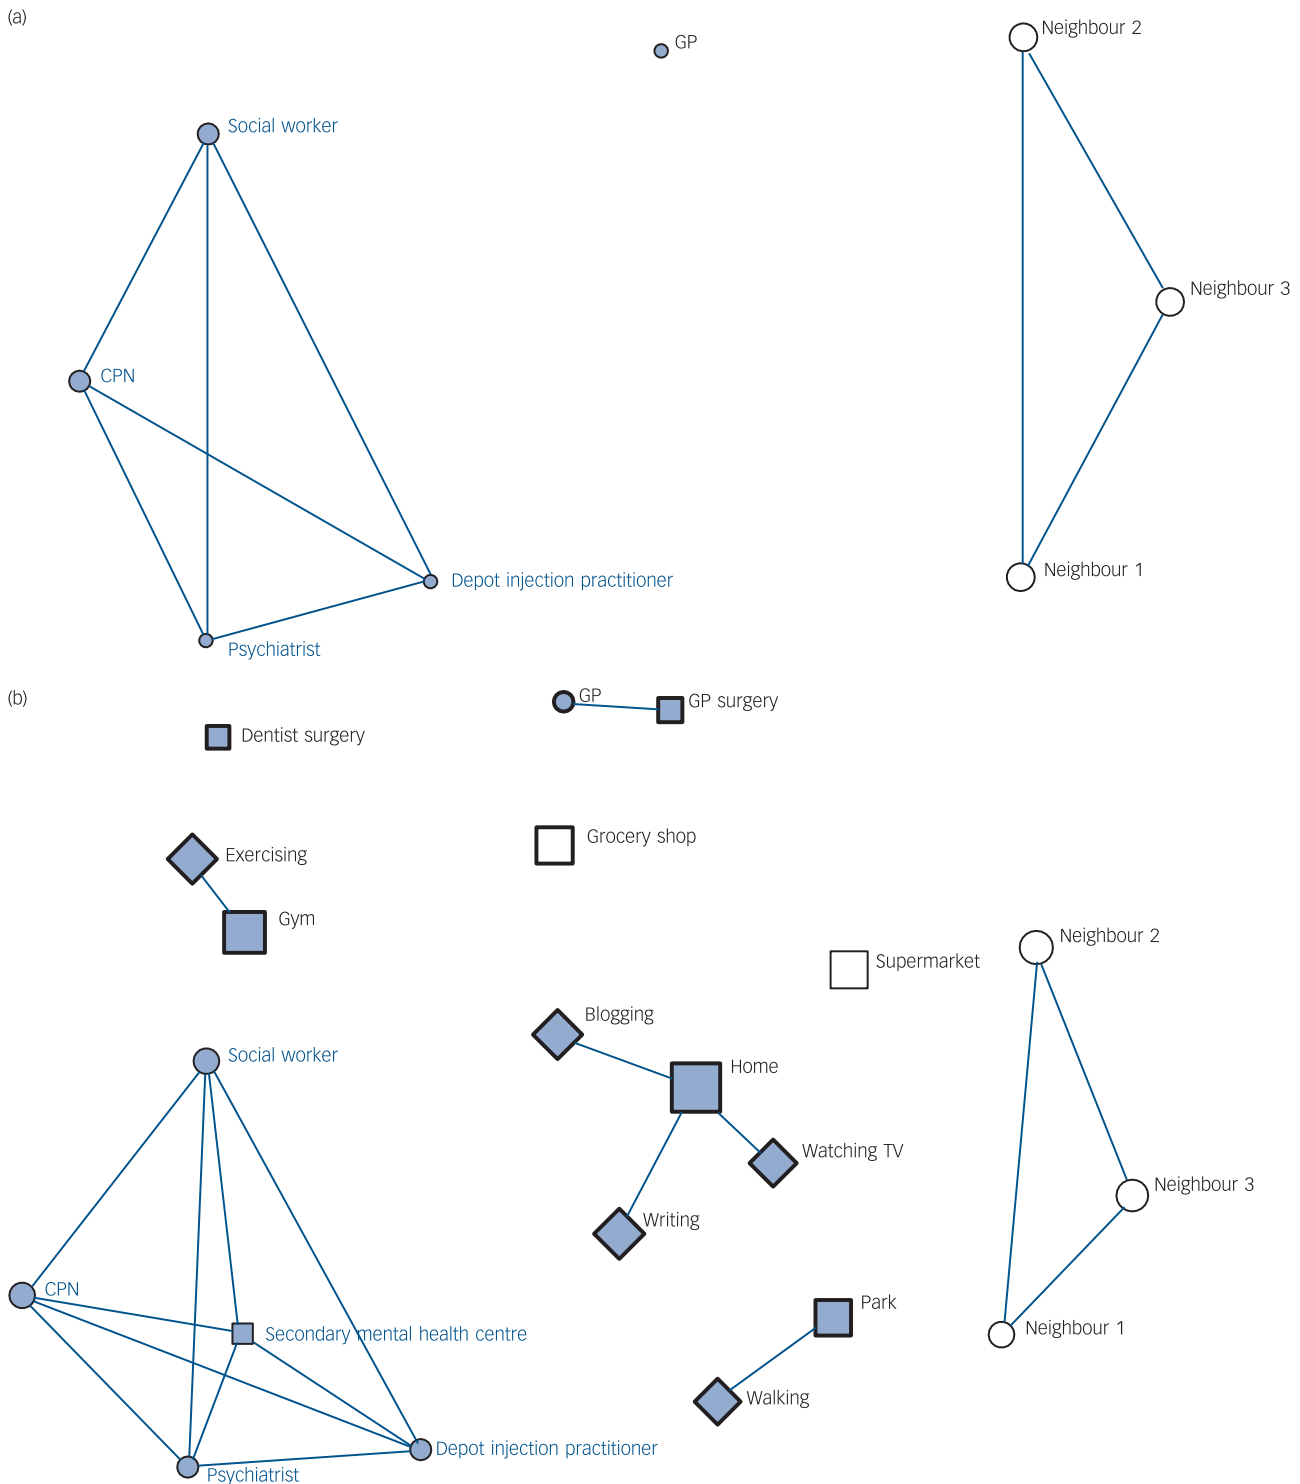 (a)
GP
Neighbour 2
Social worker
Neighbour 3
CPN
Neighbour 1
Depot injection practitioner
Psychiatrist
(b)
GP
GP surgery
Dentist surgery
Grocery shop
Exercising
Gym
Neighbour 2
Supermarket
Blogging
Social worker
Home
Watching TV
Neighbour 3
Writing
CPN
Park
Neighbour 1
Secondary mental health centre
Walking
Depot injection practitioner
Psychiatrist